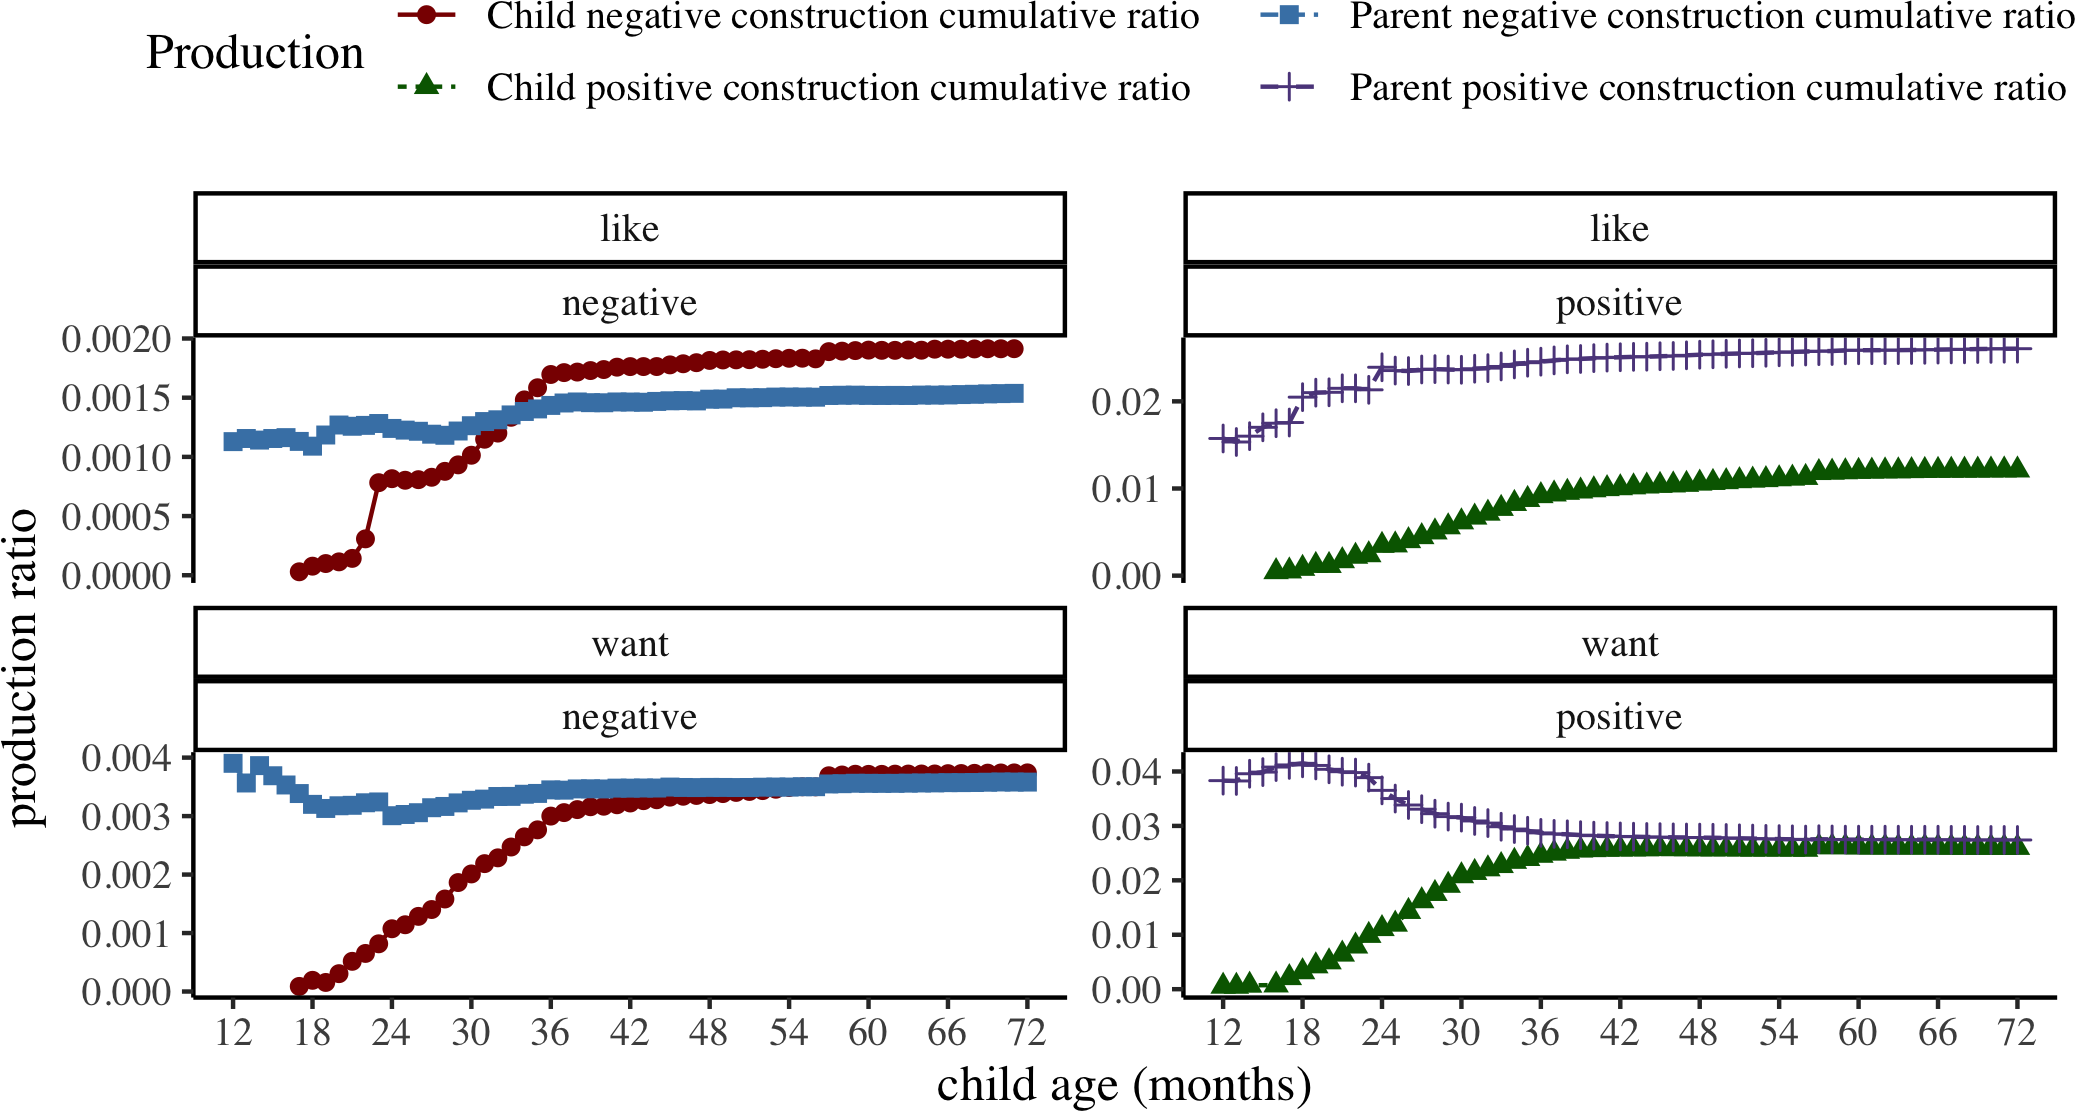 Production
Child negative construction cumulative ratio
Parent negative construction cumulative ratio
Child positive construction cumulative ratio
Parent positive construction cumulative ratio
like
negative
0.0020
0.0015
0.0010
0.0005
0.0000
like
positive
0.02
0.01
0.00
want
negative
0.004
0.003
0.002
0.001
0.000
12 18 24 30 36 42 48 54 60 66 72
want
positive
0.04
0.03
0.02
0.01
0.00
12 18 24 30 36 42 48 54 60 66 72
production ratio
child age (months)